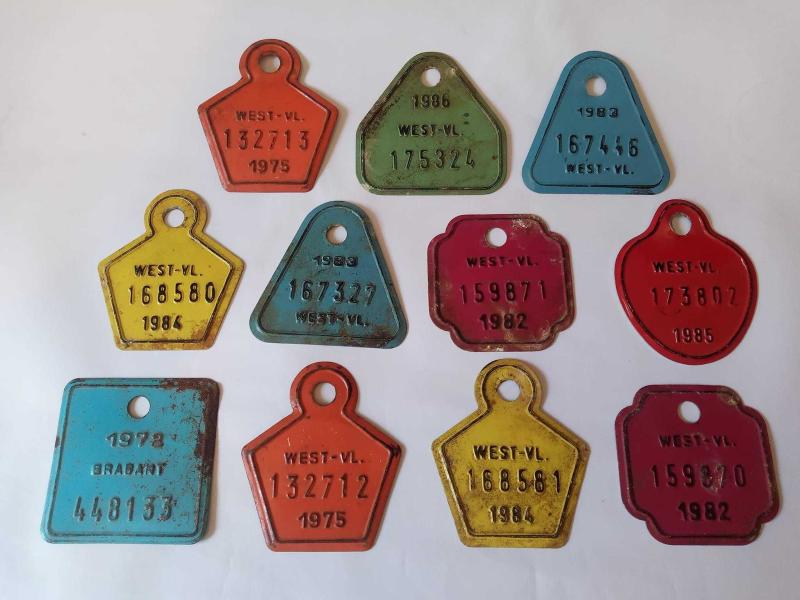 WEST-VL.
132713
1975
1986
WEST-VL.
175324
1983
167446
WEST-VL.
WEST-VL.
168580
1984
1983
167327
WEST-VL.
WEST-VL.
159871
1982
WEST-VL.
173802
1985
1978
BRABANT
448133
WEST-VL.
132712
1975
WEST-VL.
168581
1984
WEST-VL.
159870
1982